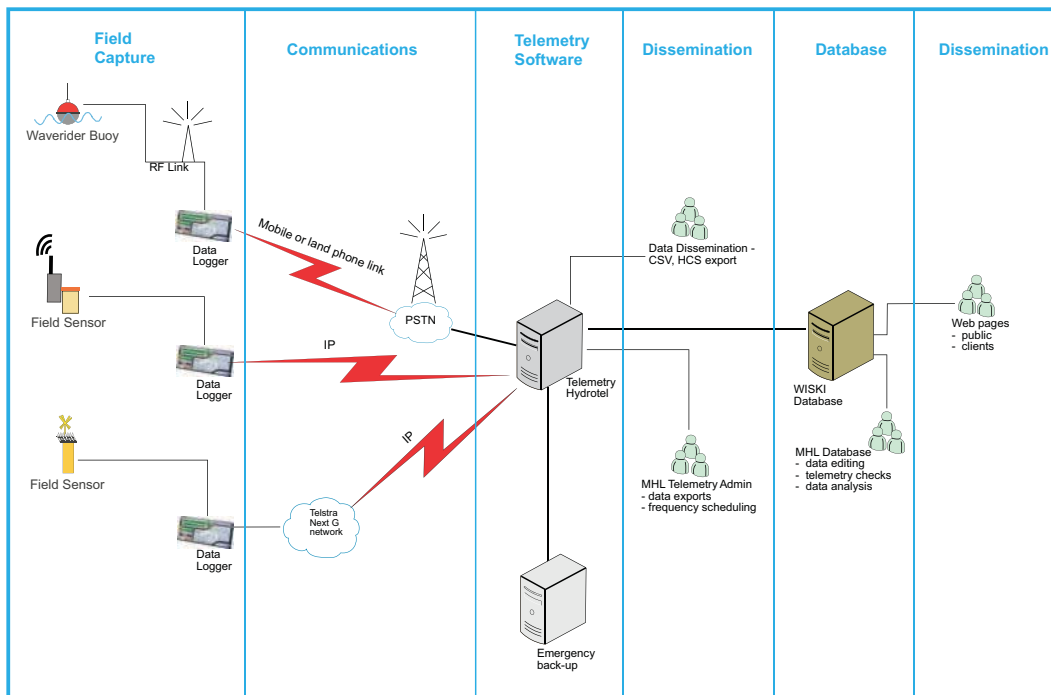 Field
Capture
Communications
Telemetry
Software
Dissemination
Database
Dissemination
Waverider Buoy
RF Link
Data
Logger
Mobile or land phone link
PSTN
Field Sensor
Data
Logger
IP
Field Sensor
Data
Logger
Telstra
Next G
network
IP
Telemetry
Hydrotel
Emergency
back-up
Data Dissemination -
CSV, HCS export
MHL Telemetry Admin
- data exports
- frequency scheduling
WISKI
Database
MHL Database
- data editing
- telemetry checks
- data analysis
Web pages
- public
- clients